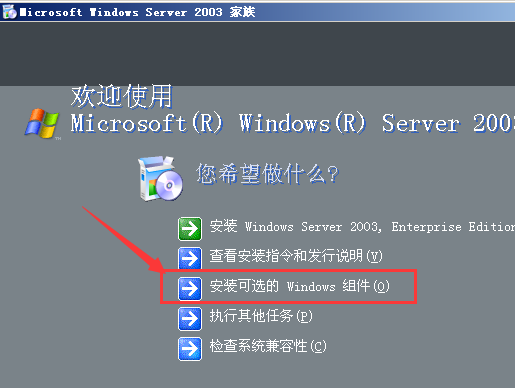 Microsoft Windows Server 2003 家族
欢迎使用
Microsoft(R) Windows(R) Server 2003
您希望做什么?
安装 Windows Server 2003, Enterprise Edition
查看安装指令和发行说明(V)
安装可选的 Windows 组件(O)
执行其他任务(P)
检查系统兼容性(C)